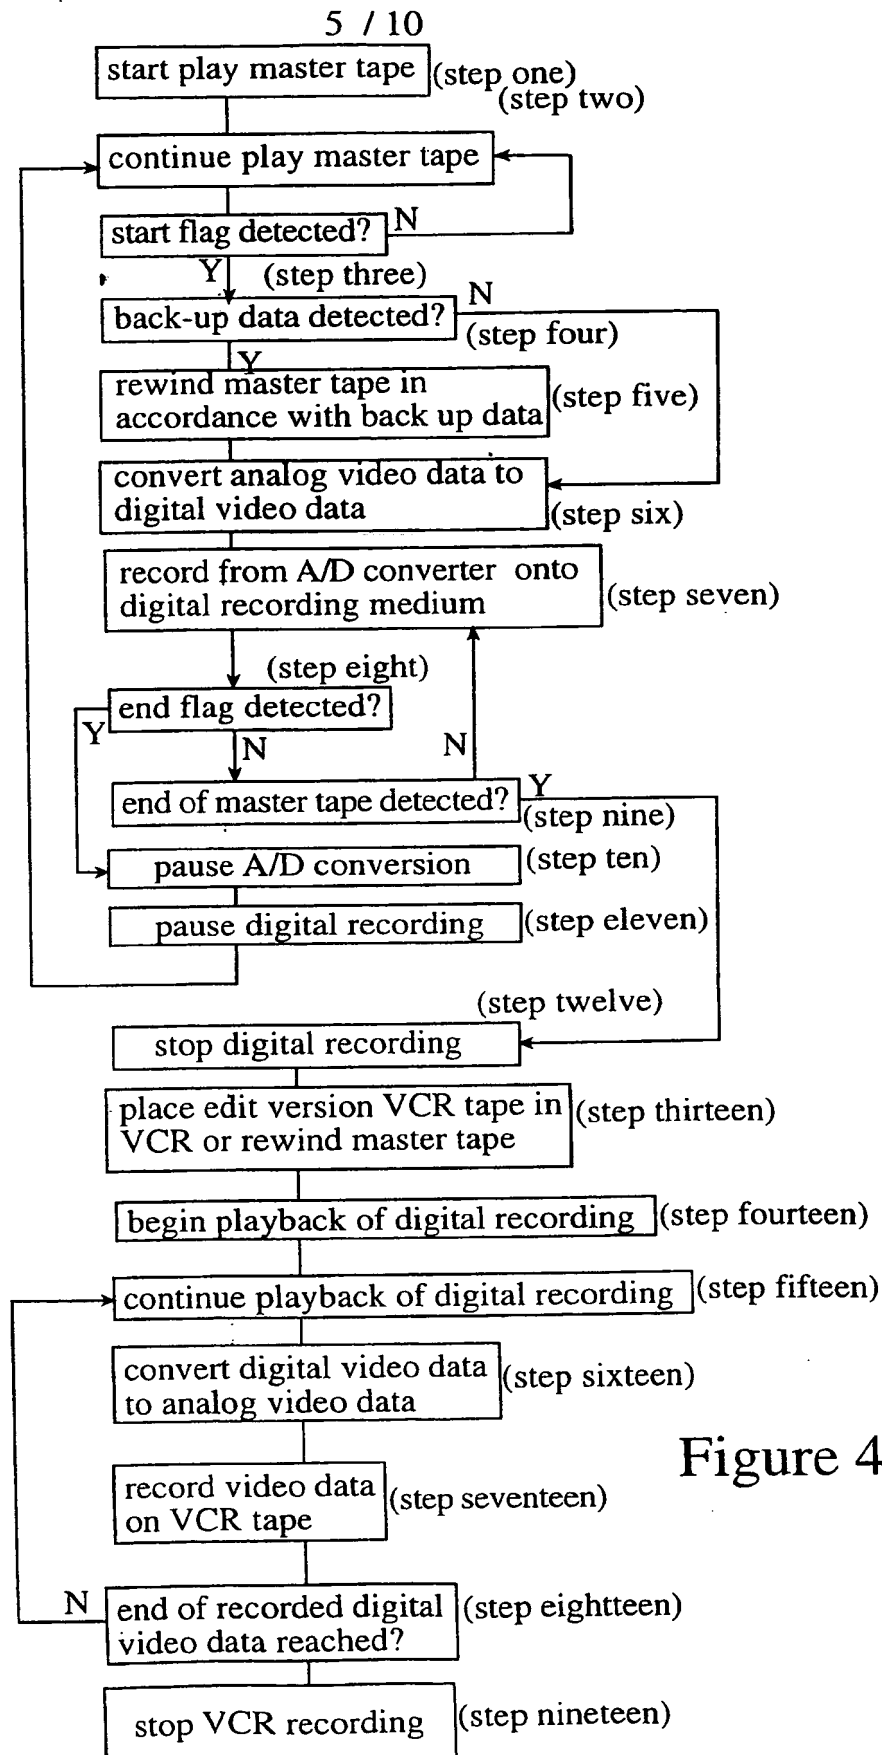 5 / 10
start play master tape (step one)
(step two)
continue play master tape
start flag detected? N
Y (step three)
back-up data detected? N
(step four)
Y
rewind master tape in
accordance with back up data (step five)
convert analog video data to
digital video data (step six)
record from A/D converter onto
digital recording medium (step seven)
(step eight)
end flag detected?
Y N N
end of master tape detected? Y
(step nine)
pause A/D conversion (step ten)
pause digital recording (step eleven)
(step twelve)
stop digital recording
place edit version VCR tape in (step thirteen)
VCR or rewind master tape
begin playback of digital recording (step fourteen)
continue playback of digital recording (step fifteen)
convert digital video data (step sixteen)
to analog video data
Figure 4
record video data (step seventeen)
on VCR tape
N end of recorded digital (step eightteen)
video data reached?
stop VCR recording (step nineteen)